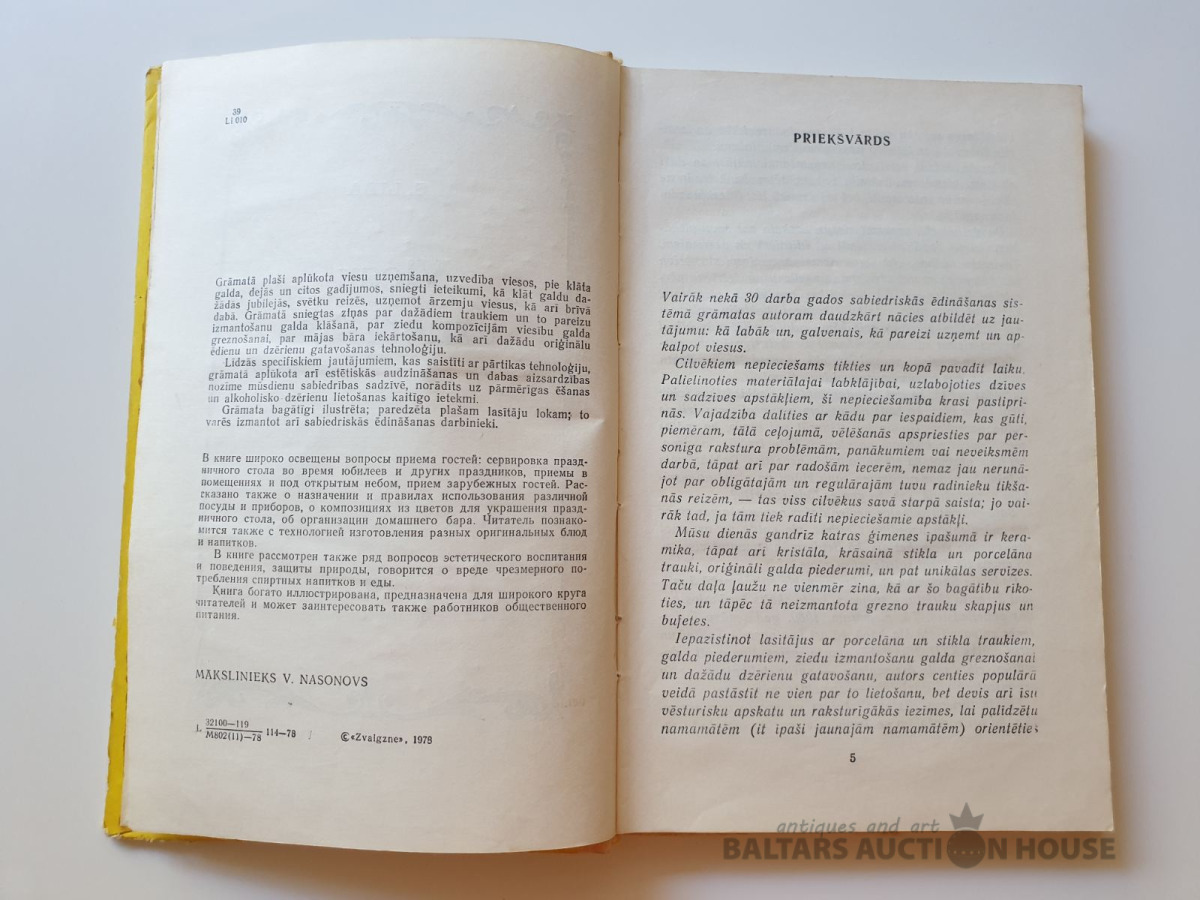 39
Li 010
Grāmatā plaši aplūkota viesu uzņemšana, uzvedība viesos, pie klāta
galda, dejās un citos gadījumos, sniegti ieteikumi, kā klāt galdu da-
žādās jubilejās, svētku reizēs, uzņemot ārzemju viesus, kā arī brīvā
dabā. Grāmatā sniegtas ziņas par dažādiem traukiem un to pareizu
izmantošanu galda klāšanā, par ziedu kompozīcijām viesību galda
greznošanai, par mājas bāra iekārtošanu, kā arī dažādu oriģinālu
ēdienu un dzērienu gatavošanas tehnoloģiju.
Līdzās specifiskiem jautājumiem, kas saistīti ar pārtikas tehnoloģiju,
grāmatā aplūkota arī estētiskās audzināšanas un dabas aizsardzības
nozīme mūsdienu sabiedrības sadzīvē, norādīts uz pārmērīgas ēšanas
un alkoholisko dzērienu lietošanas kaitīgo ietekmi.
Grāmata bagātīgi ilustrēta; paredzēta plašam lasītāju lokam; to
varēs izmantot arī sabiedriskās ēdināšanas darbinieki.
В книге широко освещены вопросы приема гостей: сервировка празд-
ничного стола во время юбилеев и других праздников, приемы в
помещениях и под открытым небом, прием зарубежных гостей. Рас-
сказано также о назначении и правилах использования различной
посуды и приборов, о композициях из цветов для украшения празд-
ничного стола, об организации домашнего бара. Читатель познако-
мится также с технологией изготовления разных оригинальных блюд
и напитков.
В книге рассмотрен также ряд вопросов эстетического воспитания
и поведения, защиты природы, говорится о вреде чрезмерного по-
требления спиртных напитков и еды.
Книга богато иллюстрирована, предназначена для широкого круга
читателей и может заинтересовать также работников общественного
питания.
MĀKSLINIEKS V. NASONOVS
32100—119
M802(11)—78 114—78 ©«Zvaigzne», 1978
PRIEKŠVĀRDS
Vairāk nekā 30 darba gados sabiedriskās ēdināšanas sis-
tēmā grāmatas autoram daudzkārt nācies atbildēt uz jau-
tājumu: kā labāk un, galvenais, kā pareizi uzņemt un ap-
kalpot viesus.
Cilvēkiem nepieciešams tikties un kopā pavadīt laiku.
Palielinoties materiālajai labklājībai, uzlabojoties dzīves
un sadzīves apstākļiem, šī nepieciešamība krasi pastipri-
nās. Vajadzība dalīties ar kādu par iespaidiem, kas gūti,
piemēram, tālā ceļojumā, vēlēšanās apspriesties par per-
sonīga rakstura problēmām, panākumiem vai neveiksmēm
darbā, tāpat arī par radošām iecerēm, nemaz jau nerunā-
jot par obligātajām un regulārajām tuvu radinieku tikša-
nās reizēm, — tas viss cilvēkus savā starpā saista; jo vai-
rāk tad, ja tām tiek radīti nepieciešamie apstākļi.
Mūsu dienās gandrīz katras ģimenes īpašumā ir kera-
mika, tāpat arī kristāla, krāsainā stikla un porcelāna
trauki, oriģināli galda piederumi, un pat unikālas servīzes.
Taču daļa ļaužu ne vienmēr zina, kā ar šo bagātību rīko-
ties, un tāpēc tā neizmantota grezno trauku skapjus un
bufetes.
Iepazīstinot lasītājus ar porcelāna un stikla traukiem,
galda piederumiem, ziedu izmantošanu galda greznošanai
un dažādu dzērienu gatavošanu, autors centies populārā
veidā pastāstīt ne vien par to lietošanu, bet devis arī īsu
vēsturisku apskatu un raksturīgākās iezīmes, lai palīdzētu
namamātēm (it īpaši jaunajām namamātēm) orientēties
5
antiques and art
BALTARS AUCTION HOUSE